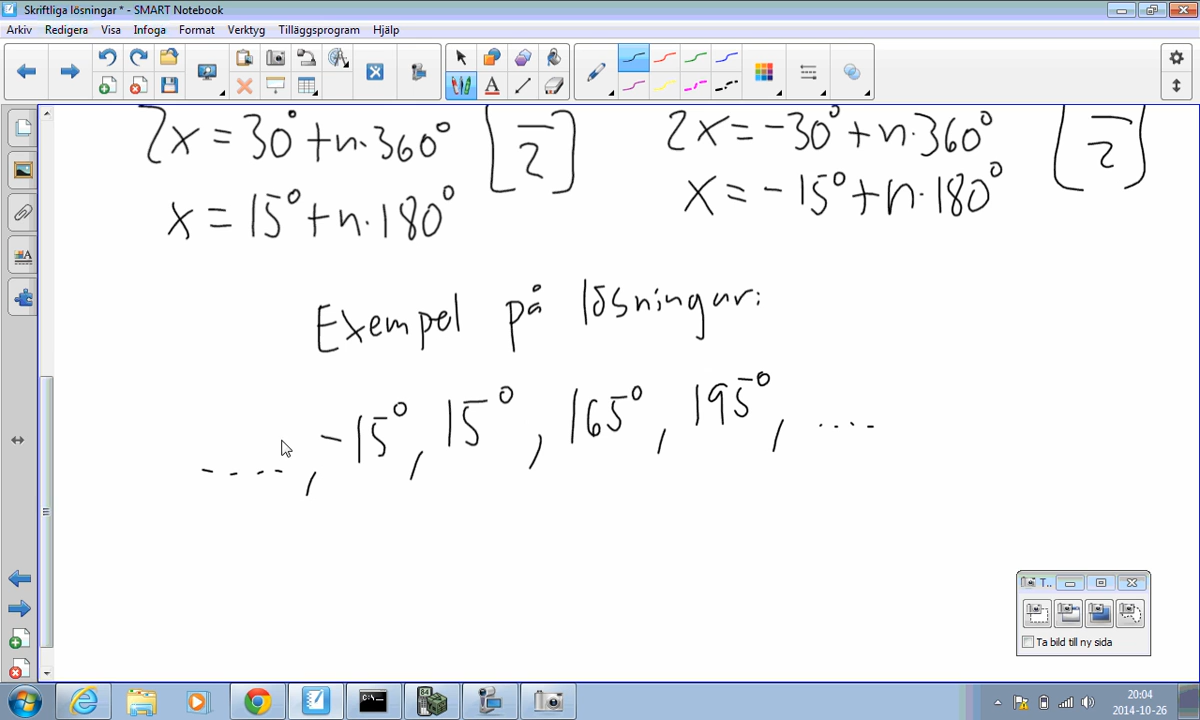 Skriftliga lösningar * - SMART Notebook
Arkiv Redigera Visa Infoga Format Verktyg Tilläggsprogram Hjälp
2x = 30° + n·360° [—/2] 2x = -30° + n·360° [—/2]
x = 15° + n·180° x = -15° + n·180°
Exempel på lösningar:
...., -15°, 15°, 165°, 195°, ....
T..
Ta bild till ny sida
20:04
2014-10-26